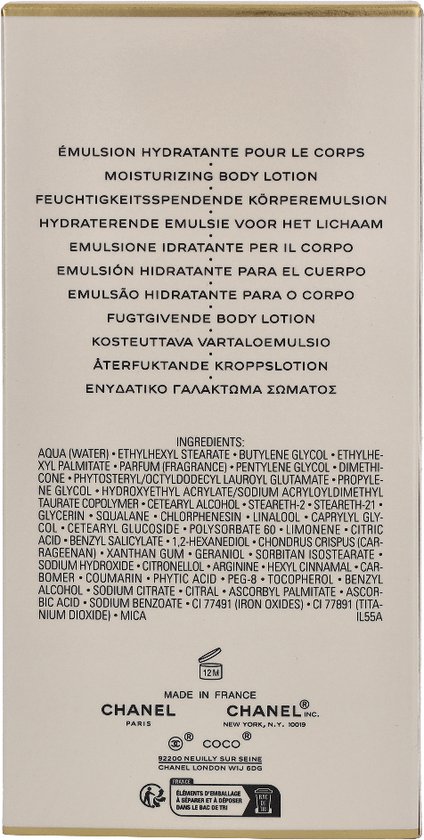 ÉMULSION HYDRATANTE POUR LE CORPS
MOISTURIZING BODY LOTION
FEUCHTIGKEITSSPENDENDE KÖRPEREMULSION
HYDRATERENDE EMULSIE VOOR HET LICHAAM
EMULSIONE IDRATANTE PER IL CORPO
EMULSIÓN HIDRATANTE PARA EL CUERPO
EMULSÃO HIDRATANTE PARA O CORPO
FUGTGIVENDE BODY LOTION
KOSTEUTTAVA VARTALOEMULSIO
ÅTERFUKTANDE KROPPSLOTION
ΕΝΥΔΑΤΙΚΟ ΓΑΛΑΚΤΩΜΑ ΣΩΜΑΤΟΣ
INGREDIENTS:
AQUA (WATER) • ETHYLHEXYL STEARATE • BUTYLENE GLYCOL • ETHYLHE-
XYL PALMITATE • PARFUM (FRAGRANCE) • PENTYLENE GLYCOL • DIMETHI-
CONE • PHYTOSTERYL/OCTYLDODECYL LAUROYL GLUTAMATE • PROPYLE-
NE GLYCOL • HYDROXYETHYL ACRYLATE/SODIUM ACRYLOYLDIMETHYL
TAURATE COPOLYMER • CETEARYL ALCOHOL • STEARETH-2 • STEARETH-21 •
GLYCERIN • SQUALANE • CHLORPHENESIN • LINALOOL • CAPRYLYL GLY-
COL • CETEARYL GLUCOSIDE • POLYSORBATE 60 • LIMONENE • CITRIC
ACID • BENZYL SALICYLATE • 1,2-HEXANEDIOL • CHONDRUS CRISPUS (CAR-
RAGEENAN) • XANTHAN GUM • GERANIOL • SORBITAN ISOSTEARATE •
SODIUM HYDROXIDE • CITRONELLOL • ARGININE • HEXYL CINNAMAL • CAR-
BOMER • COUMARIN • PHYTIC ACID • PEG-8 • TOCOPHEROL • BENZYL
ALCOHOL • SODIUM CITRATE • CITRAL • ASCORBYL PALMITATE • ASCOR-
BIC ACID • SODIUM BENZOATE • CI 77491 (IRON OXIDES) • CI 77891 (TITA-
NIUM DIOXIDE) • MICA IL55A
12M
MADE IN FRANCE
CHANEL CHANEL® INC.
PARIS NEW YORK, N.Y. 10019
® COCO®
92200 NEUILLY SUR SEINE
CHANEL LONDON W1J 6DG
FRANCE
ÉLÉMENTS D'EMBALLAGE
À SÉPARER ET À DÉPOSER
DANS LE BAC DE TRI
BAC
DE
TRI